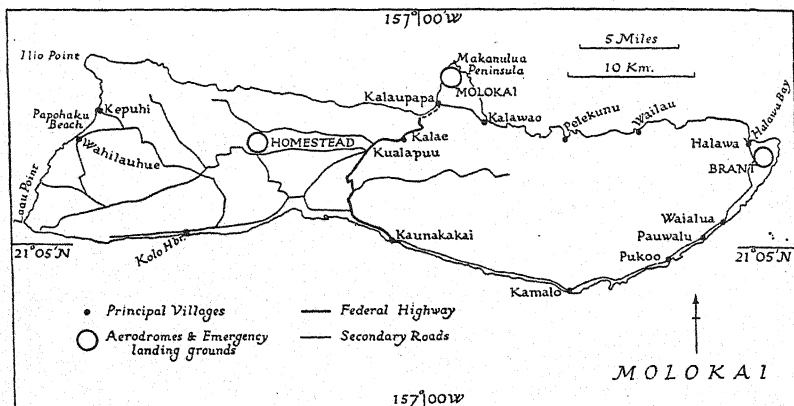 157° 00' W
Ilio Point
Makanulua
Peninsula
5 Miles
10 Km.
MOLOKAI
Kalaupapa
Kalawao
Pelekunu
Wailau
Halawa Bay
Halawa
BRANT
Papohaku
Beach
Kepuhi
Wahilauhue
HOMESTEAD
Kalae
Kualapuu
Laau Point
Waialua
Pauwalu
Pukoo
Kolo Hbr.
Kaunakakai
Kamalo
21° 05' N
21° 05' N
Principal Villages
Federal Highway
Aerodromes & Emergency
landing grounds
Secondary Roads
MOLOKAI
157° 00' W